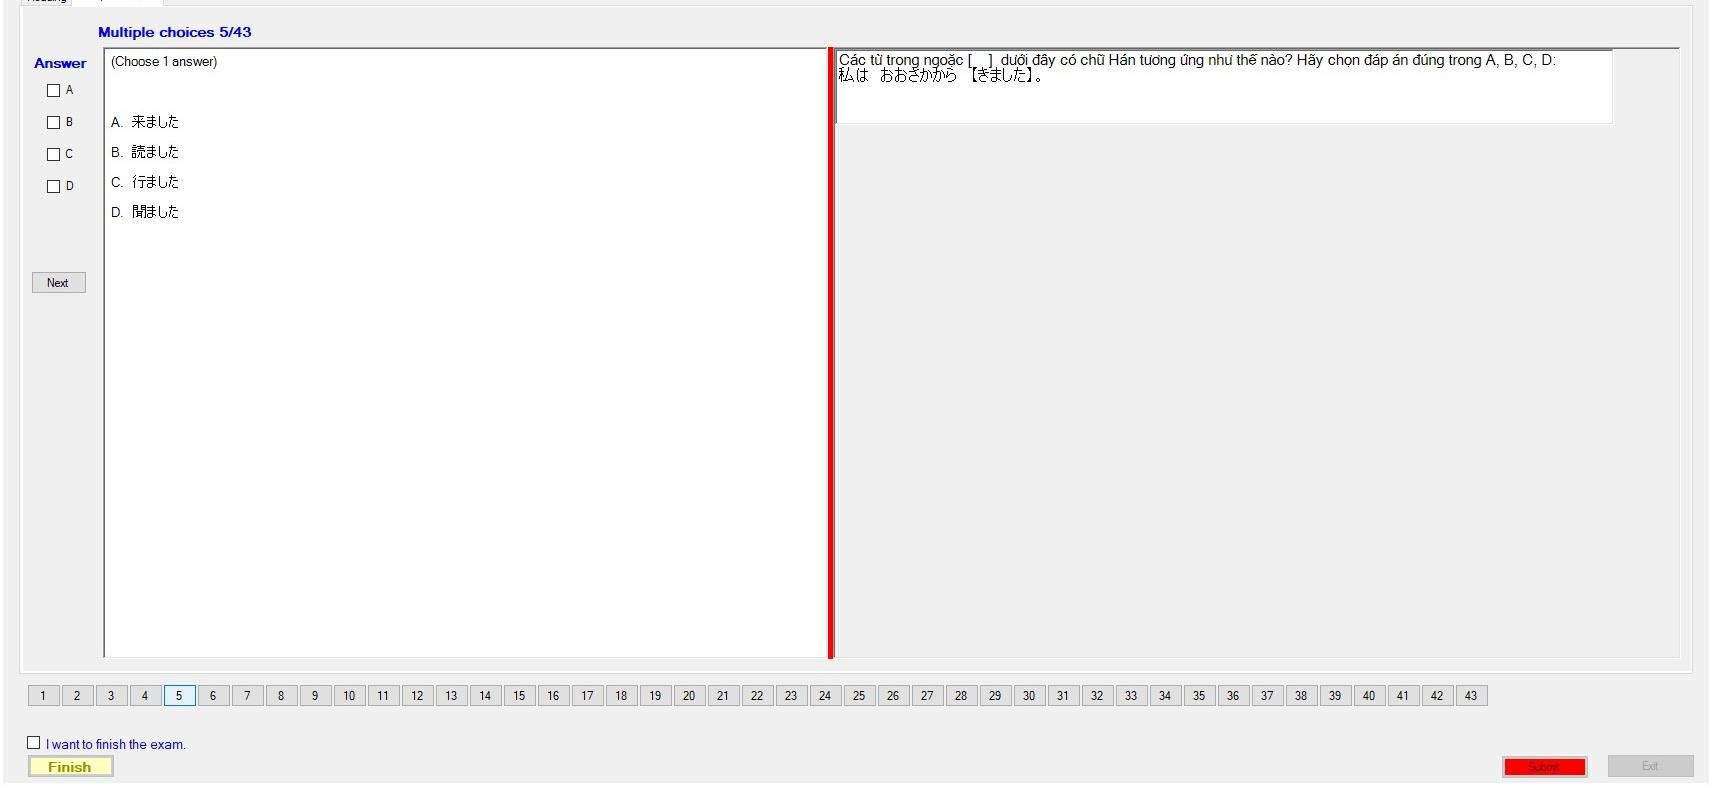 Multiple choices 5/43
Answer
A
B
C
D
Next
(Choose 1 answer)
A. 来ました
B. 読ました
C. 行ました
D. 聞ました
Các từ trong ngoặc [ ] dưới đây có chữ Hán tương ứng như thế nào? Hãy chọn đáp án đúng trong A, B, C, D:
私は おおさかから 【きました】。
1 2 3 4 5 6 7 8 9 10 11 12 13 14 15 16 17 18 19 20 21 22 23 24 25 26 27 28 29 30 31 32 33 34 35 36 37 38 39 40 41 42 43
I want to finish the exam.
Finish
Submit
Exit